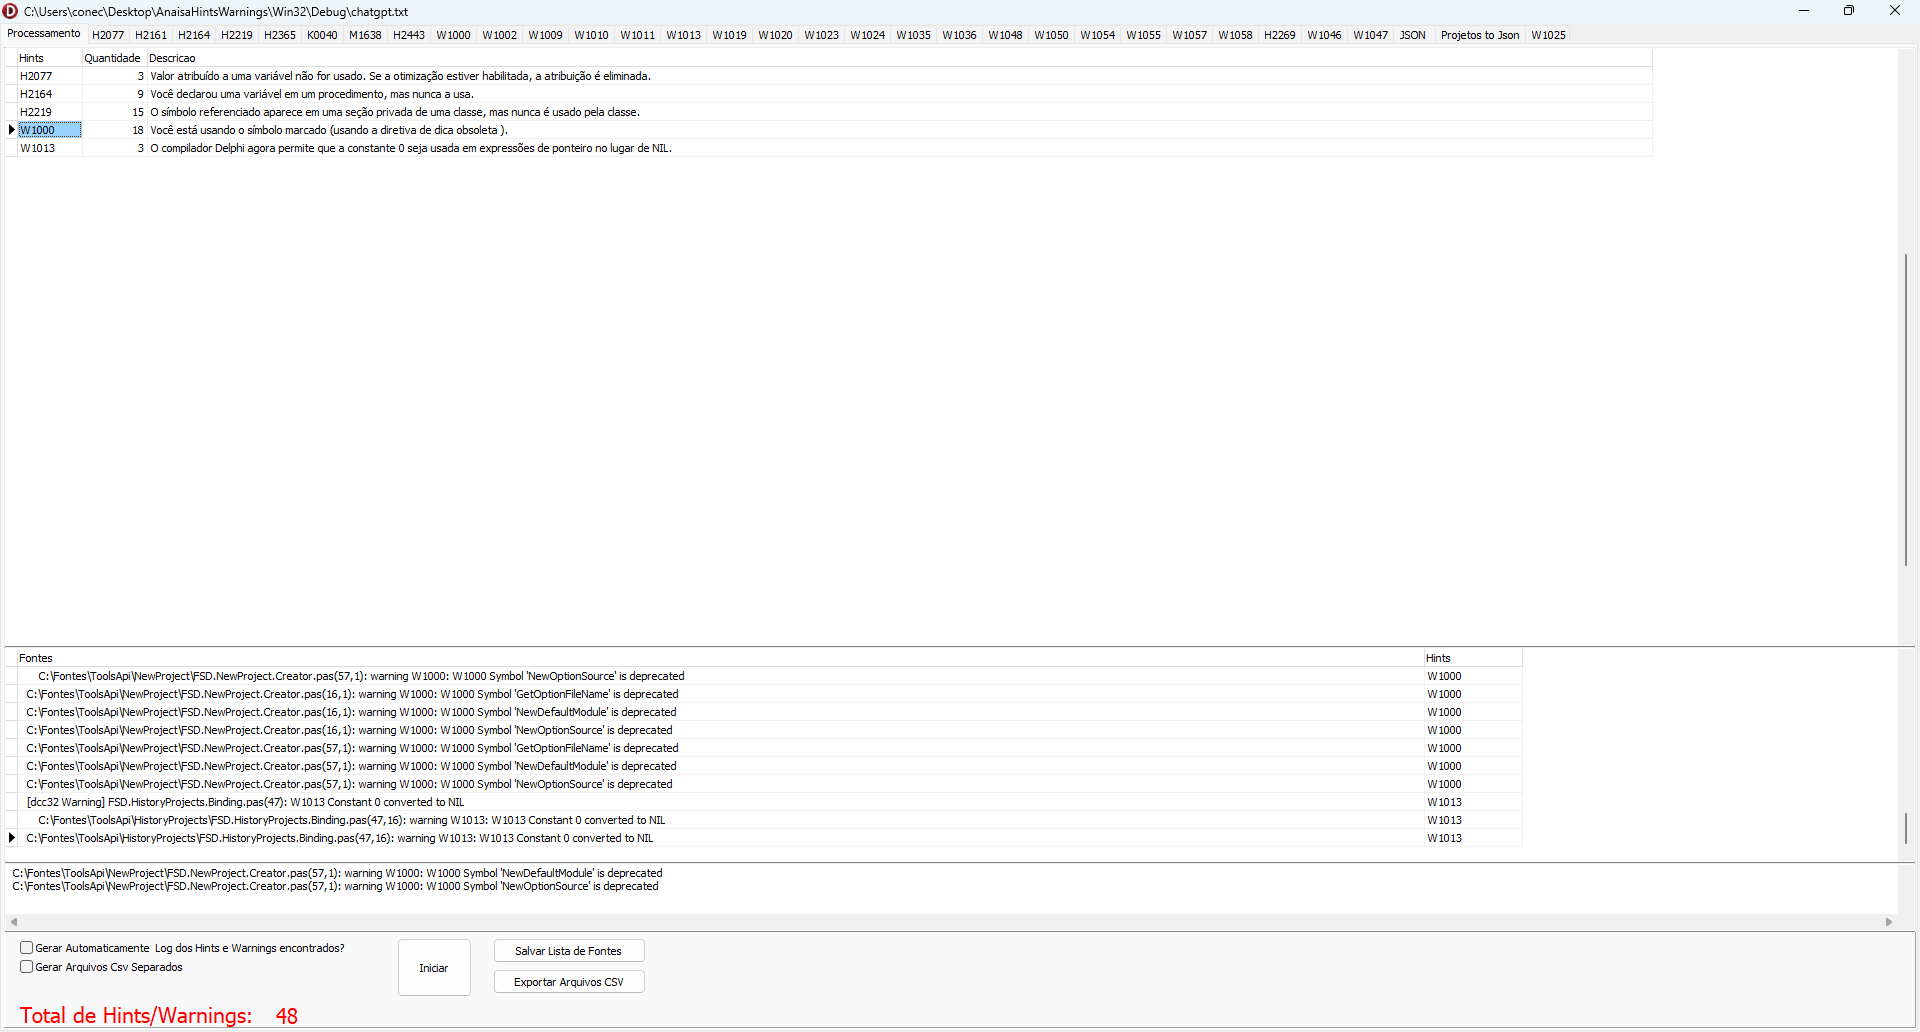 C:\Users\conec\Desktop\AnaisaHintsWarnings\Win32\Debug\chatgpt.txt
Processamento H2077 H2161 H2164 H2219 H2365 K0040 M1638 H2443 W1000 W1002 W1009 W1010 W1011 W1013 W1019 W1020 W1023 W1024 W1035 W1036 W1048 W1050 W1054 W1055 W1057 W1058 H2269 W1046 W1047 JSON Projetos to Json W1025
Hints Quantidade Descricao
H2077 3 Valor atribuído a uma variável não for usado. Se a otimização estiver habilitada, a atribuição é eliminada.
H2164 9 Você declarou uma variável em um procedimento, mas nunca a usa.
H2219 15 O símbolo referenciado aparece em uma seção privada de uma classe, mas nunca é usado pela classe.
W1000 18 Você está usando o símbolo marcado (usando a diretiva de dica obsoleta ).
W1013 3 O compilador Delphi agora permite que a constante 0 seja usada em expressões de ponteiro no lugar de NIL.
Fontes Hints
C:\Fontes\ToolsApi\NewProject\FSD.NewProject.Creator.pas(57,1): warning W1000: W1000 Symbol 'NewOptionSource' is deprecated W1000
C:\Fontes\ToolsApi\NewProject\FSD.NewProject.Creator.pas(16,1): warning W1000: W1000 Symbol 'GetOptionFileName' is deprecated W1000
C:\Fontes\ToolsApi\NewProject\FSD.NewProject.Creator.pas(16,1): warning W1000: W1000 Symbol 'NewDefaultModule' is deprecated W1000
C:\Fontes\ToolsApi\NewProject\FSD.NewProject.Creator.pas(16,1): warning W1000: W1000 Symbol 'NewOptionSource' is deprecated W1000
C:\Fontes\ToolsApi\NewProject\FSD.NewProject.Creator.pas(57,1): warning W1000: W1000 Symbol 'GetOptionFileName' is deprecated W1000
C:\Fontes\ToolsApi\NewProject\FSD.NewProject.Creator.pas(57,1): warning W1000: W1000 Symbol 'NewDefaultModule' is deprecated W1000
C:\Fontes\ToolsApi\NewProject\FSD.NewProject.Creator.pas(57,1): warning W1000: W1000 Symbol 'NewOptionSource' is deprecated W1000
[dcc32 Warning] FSD.HistoryProjects.Binding.pas(47): W1013 Constant 0 converted to NIL W1013
C:\Fontes\ToolsApi\HistoryProjects\FSD.HistoryProjects.Binding.pas(47,16): warning W1013: W1013 Constant 0 converted to NIL W1013
C:\Fontes\ToolsApi\HistoryProjects\FSD.HistoryProjects.Binding.pas(47,16): warning W1013: W1013 Constant 0 converted to NIL W1013
C:\Fontes\ToolsApi\NewProject\FSD.NewProject.Creator.pas(57,1): warning W1000: W1000 Symbol 'NewDefaultModule' is deprecated
C:\Fontes\ToolsApi\NewProject\FSD.NewProject.Creator.pas(57,1): warning W1000: W1000 Symbol 'NewOptionSource' is deprecated
Gerar Automaticamente Log dos Hints e Warnings encontrados?
Gerar Arquivos Csv Separados
Iniciar
Salvar Lista de Fontes
Exportar Arquivos CSV
Total de Hints/Warnings: 48